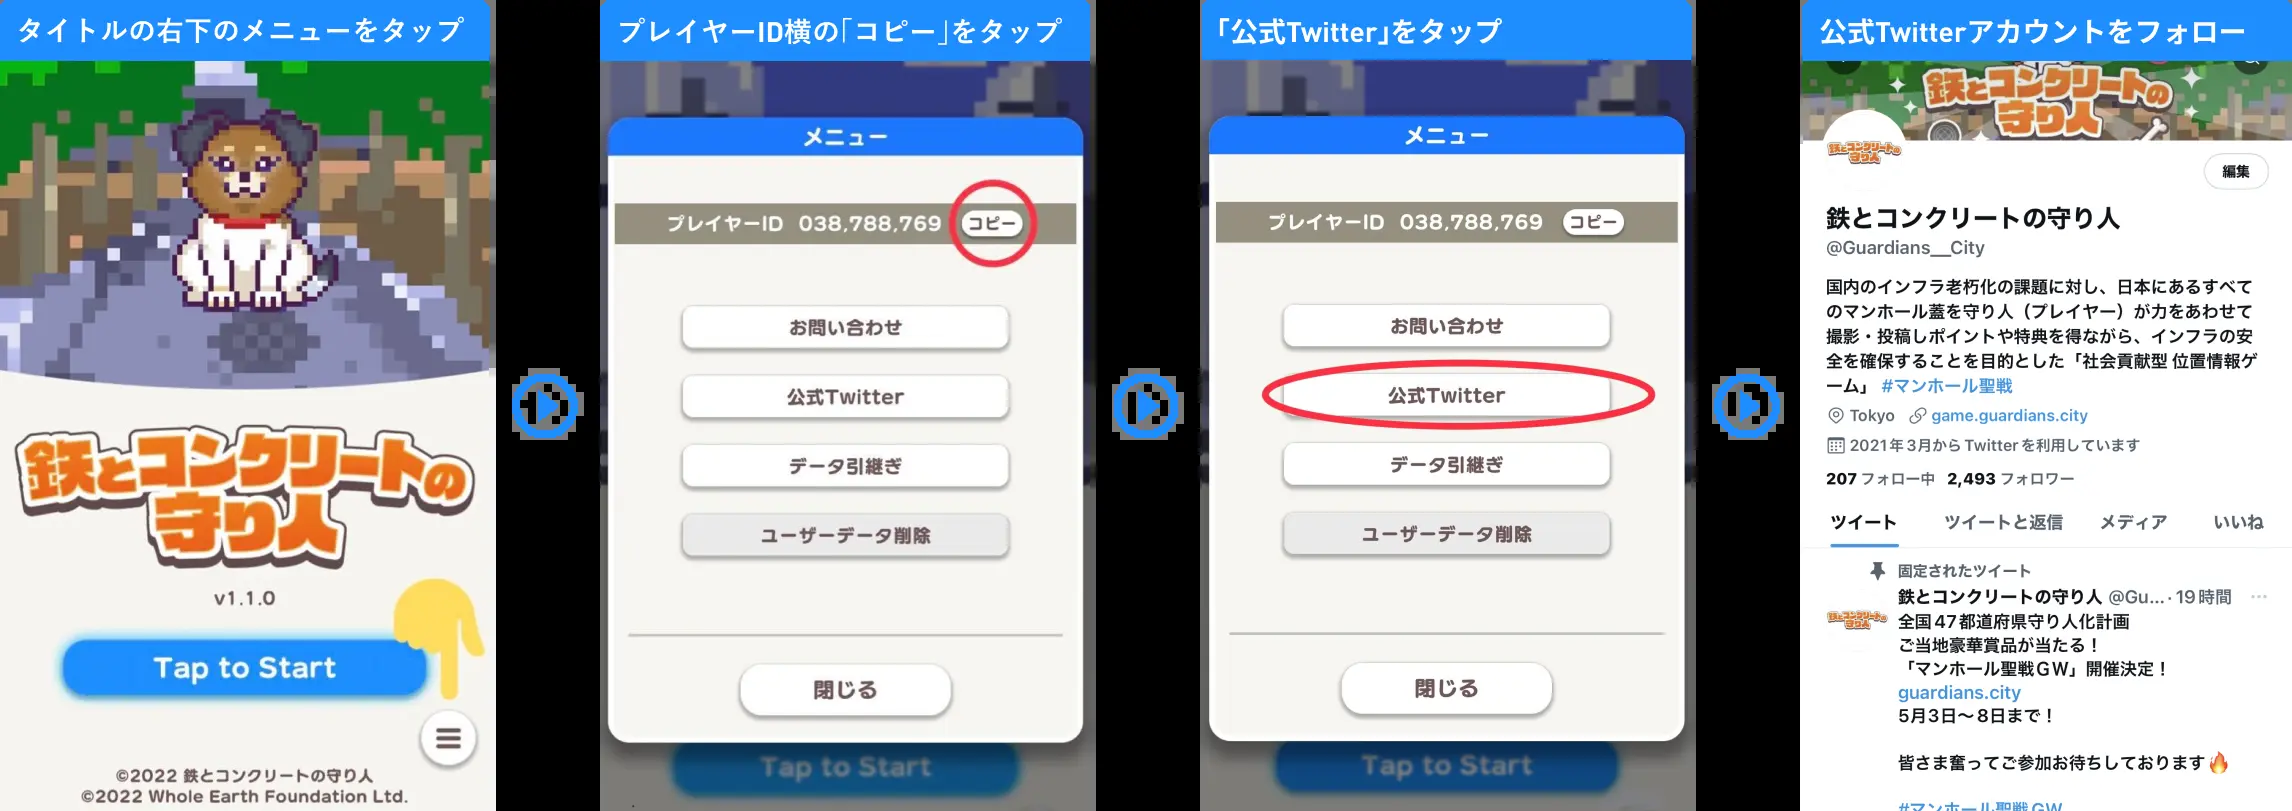 タイトルの右下のメニューをタップ
鉄とコンクリートの
守り人
v1.1.0
Tap to Start
©2022 鉄とコンクリートの守り人
©2022 Whole Earth Foundation Ltd.
プレイヤーID横の「コピー」をタップ
メニュー
プレイヤーID 038,788,769 コピー
お問い合わせ
公式Twitter
データ引継ぎ
ユーザーデータ削除
閉じる
Tap to Start
「公式Twitter」をタップ
メニュー
プレイヤーID 038,788,769 コピー
お問い合わせ
公式Twitter
データ引継ぎ
ユーザーデータ削除
閉じる
Tap to Start
公式Twitterアカウントをフォロー
鉄とコンクリートの
守り人
鉄とコンクリートの
守り人
編集
鉄とコンクリートの守り人
@Guardians__City
国内のインフラ老朽化の課題に対し、日本にあるすべて
のマンホール蓋を守り人（プレイヤー）が力をあわせて
撮影・投稿しポイントや特典を得ながら、インフラの安
全を確保することを目的とした「社会貢献型 位置情報ゲ
ーム」 #マンホール聖戦
Tokyo game.guardians.city
2021年3月からTwitterを利用しています
207 フォロー中 2,493 フォロワー
ツイート ツイートと返信 メディア いいね
固定されたツイート
鉄とコンクリートの守り人 @Gu... · 19時間 ...
鉄とコンクリートの
守り人
全国47都道府県守り人化計画
ご当地豪華賞品が当たる！
「マンホール聖戦GW」開催決定！
guardians.city
5月3日〜8日まで！
皆さま奮ってご参加お待ちしております🔥
#マンホール聖戦GW